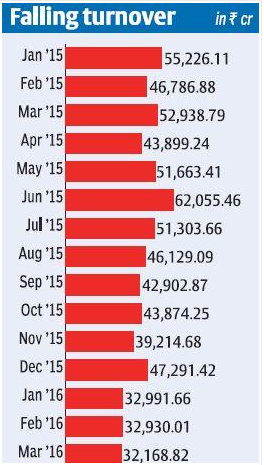 Falling turnover in ₹ cr
Jan '15 55,226.11
Feb '15 46,786.88
Mar '15 52,938.79
Apr '15 43,899.24
May '15 51,663.41
Jun '15 62,055.46
Jul '15 51,303.66
Aug '15 46,129.09
Sep '15 42,902.87
Oct '15 43,874.25
Nov '15 39,214.68
Dec '15 47,291.42
Jan '16 32,991.66
Feb '16 32,930.01
Mar '16 32,168.82